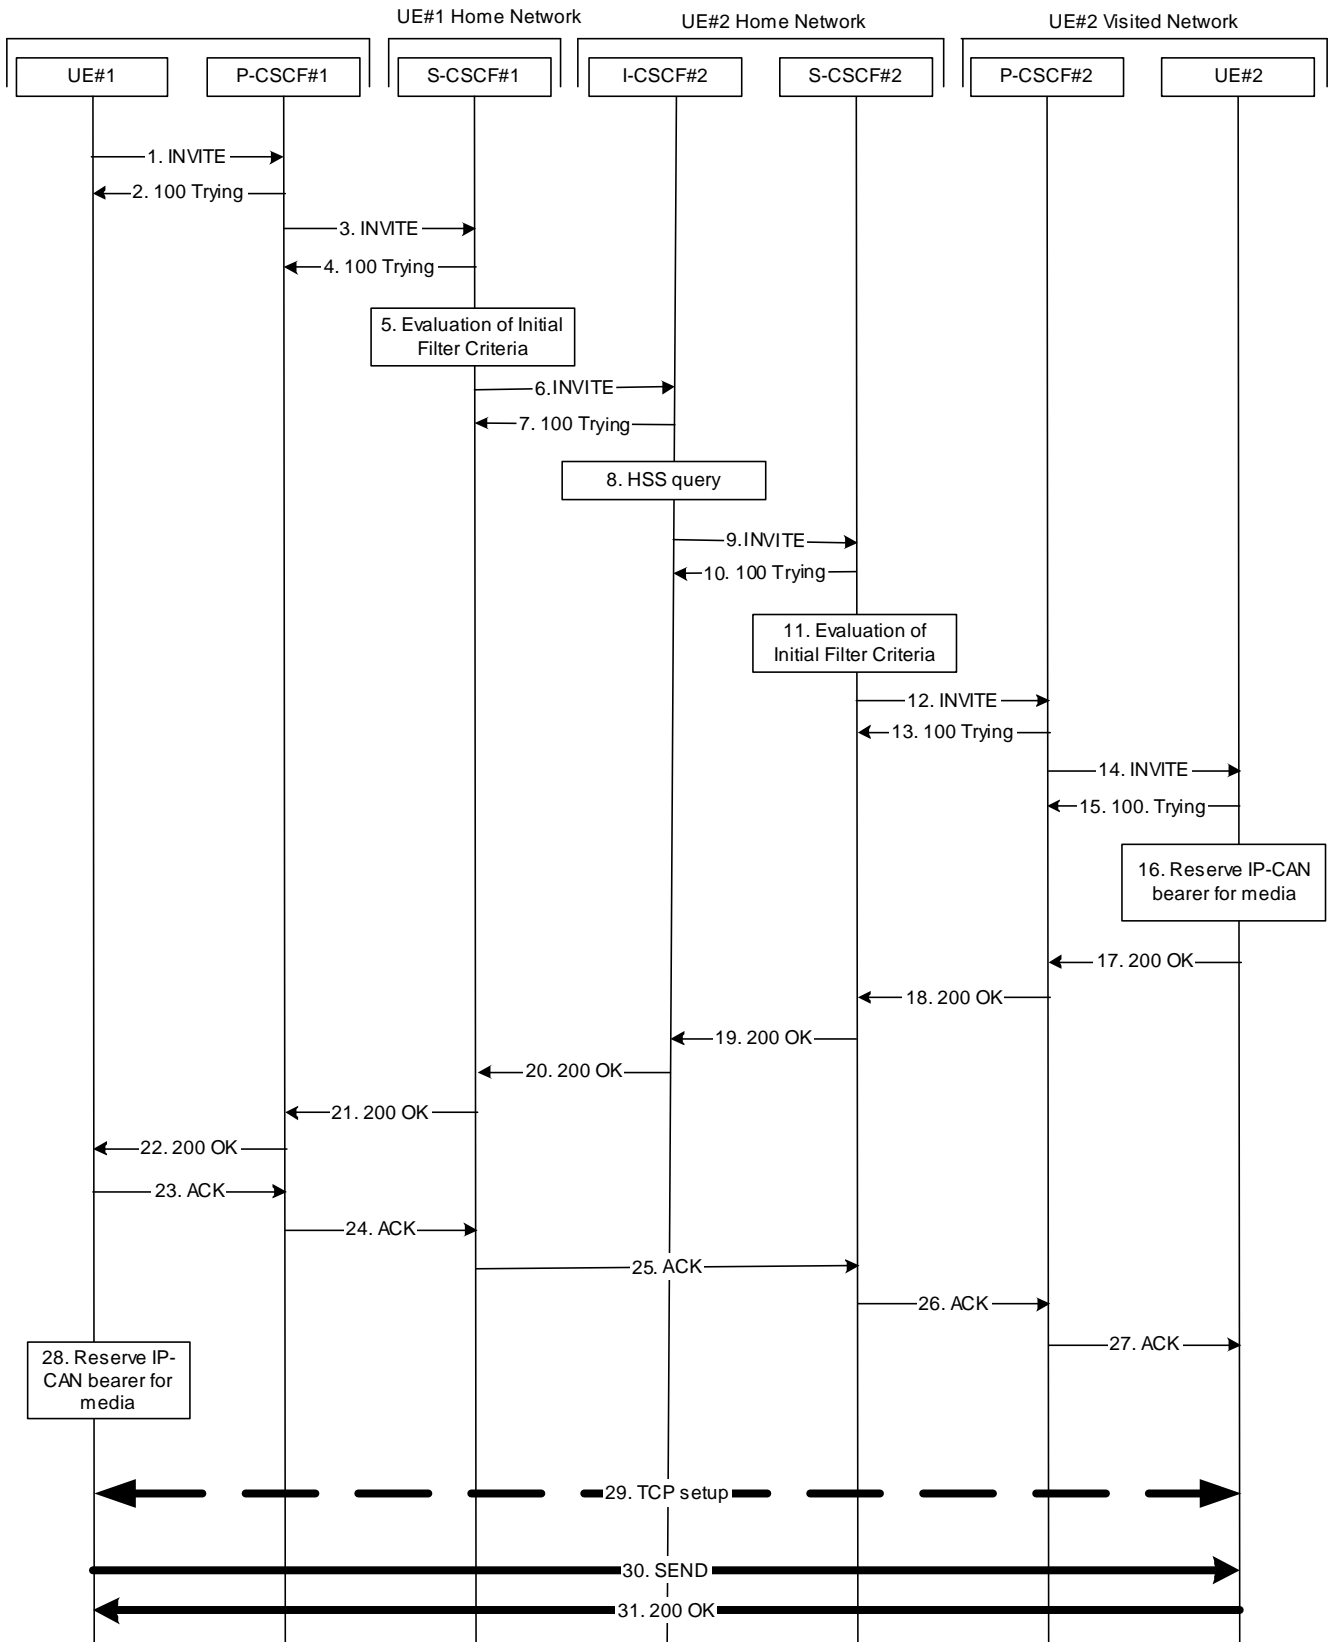 UE#1 Home Network
UE#2 Home Network
UE#2 Visited Network
UE#1
P-CSCF#1
S-CSCF#1
I-CSCF#2
S-CSCF#2
P-CSCF#2
UE#2
1. INVITE
2. 100 Trying
3. INVITE
4. 100 Trying
5. Evaluation of Initial
Filter Criteria
6.INVITE
7. 100 Trying
8. HSS query
9.INVITE
10. 100 Trying
11. Evaluation of
Initial Filter Criteria
12. INVITE
13. 100 Trying
14. INVITE
15. 100. Trying
16. Reserve IP-CAN
bearer for media
17. 200 OK
18. 200 OK
19. 200 OK
20. 200 OK
21. 200 OK
22. 200 OK
23. ACK
24. ACK
25. ACK
26. ACK
27. ACK
28. Reserve IP-
CAN bearer for
media
29. TCP setup
30. SEND
31. 200 OK